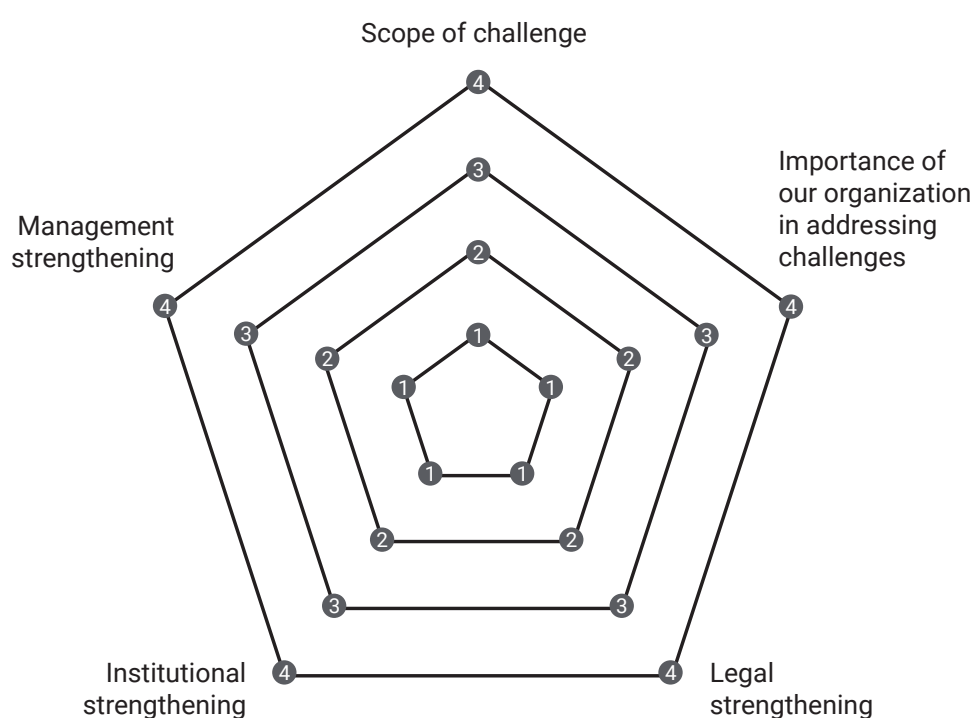 Scope of challenge
4
Importance of
our organization
in addressing
challenges
3
Management
strengthening
2
4
4
3
3
1
2
2
1
1
1
1
2
2
3
3
Institutional
strengthening
4
4
Legal
strengthening